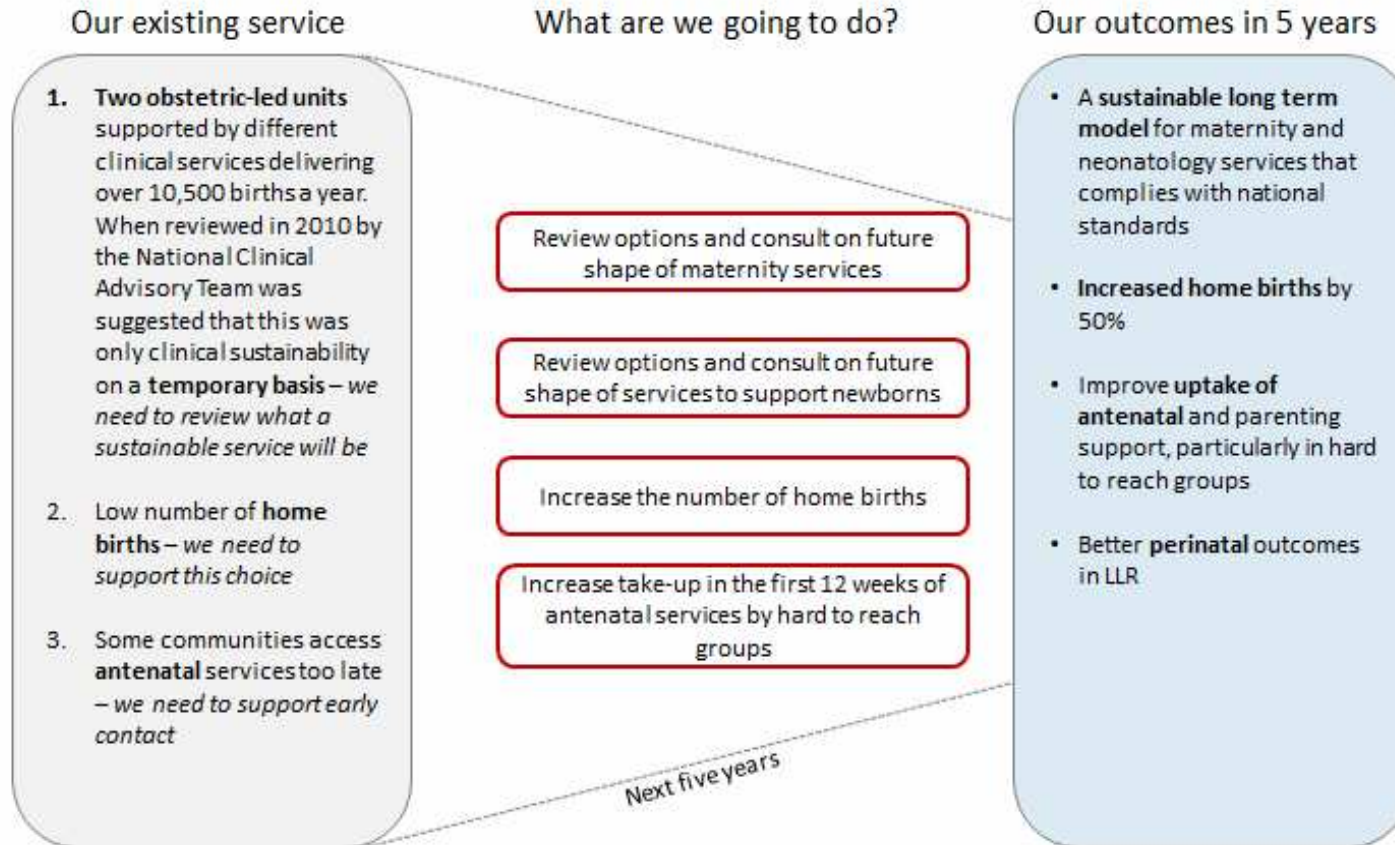 Our existing service
What are we going to do?
Our outcomes in 5 years
1. Two obstetric-led units
supported by different
clinical services delivering
over 10,500 births a year.
When reviewed in 2010 by
the National Clinical
Advisory Team was
suggested that this was
only clinical sustainability
on a temporary basis – we
need to review what a
sustainable service will be
2. Low number of home
births – we need to
support this choice
3. Some communities access
antenatal services too late
– we need to support early
contact
Review options and consult on future
shape of maternity services
Review options and consult on future
shape of services to support newborns
Increase the number of home births
Increase take-up in the first 12 weeks of
antenatal services by hard to reach
groups
Next five years
• A sustainable long term
model for maternity and
neonatology services that
complies with national
standards
• Increased home births by
50%
• Improve uptake of
antenatal and parenting
support, particularly in hard
to reach groups
• Better perinatal outcomes
in LLR